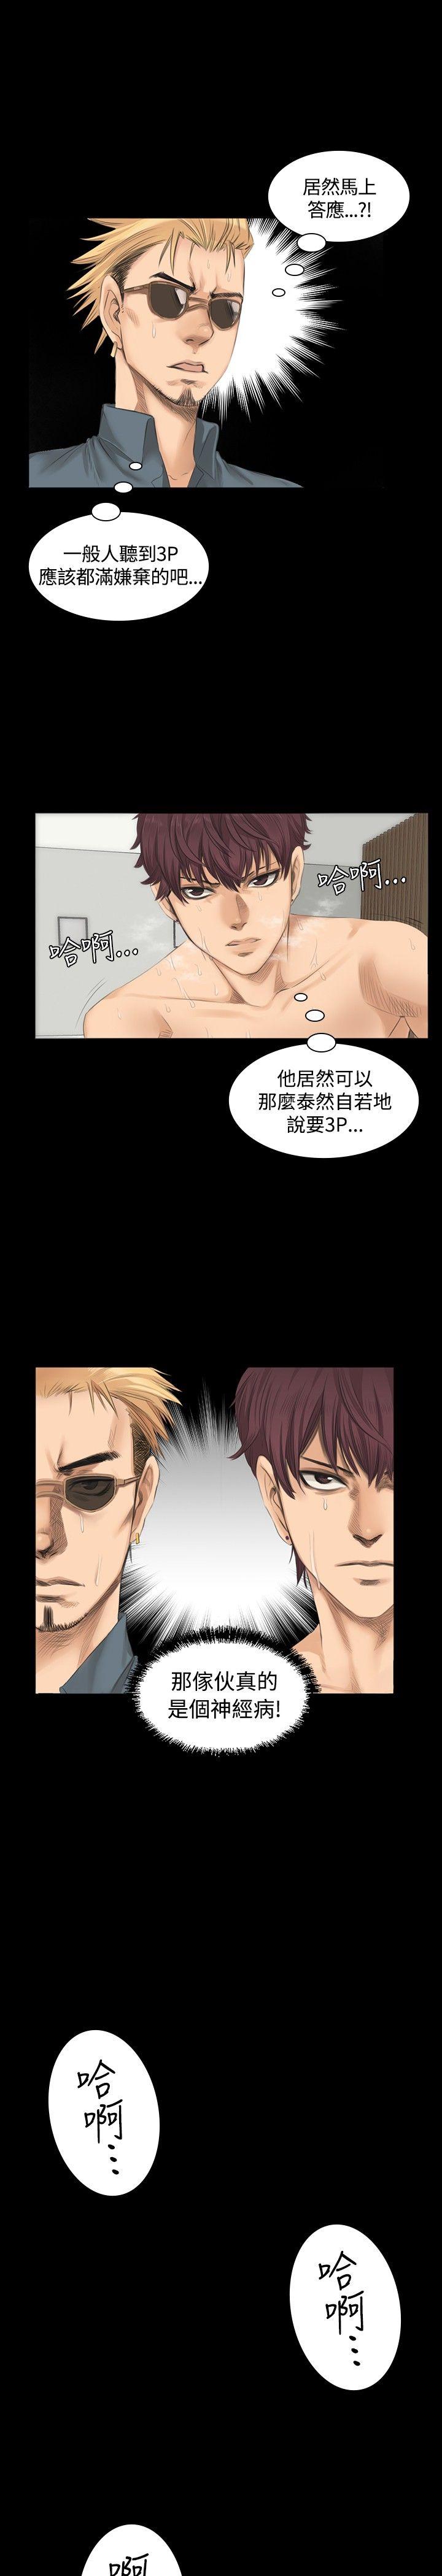 居然馬上
答應...?!
一般人聽到3P
應該都滿嫌棄的吧...
哈啊...
哈啊...
他居然可以
那麼泰然自若地
說要3P...
那傢伙真的
是個神經病!
哈
啊...
哈
啊...
啊